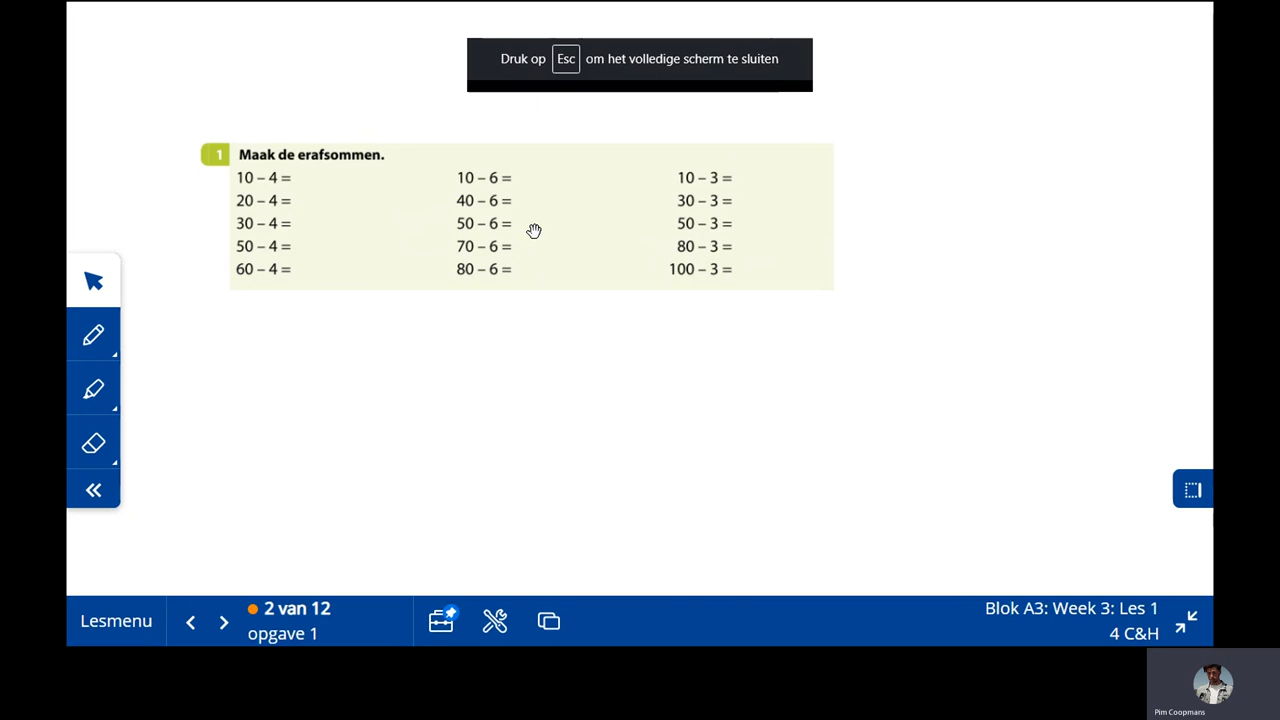 Druk op Esc om het volledige scherm te sluiten
1 Maak de erafsommen.
10 – 4 =
20 – 4 =
30 – 4 =
50 – 4 =
60 – 4 =
10 – 6 =
40 – 6 =
50 – 6 =
70 – 6 =
80 – 6 =
10 – 3 =
30 – 3 =
50 – 3 =
80 – 3 =
100 – 3 =
Lesmenu
2 van 12
opgave 1
Blok A3: Week 3: Les 1
4 C&H
Pim Coopmans